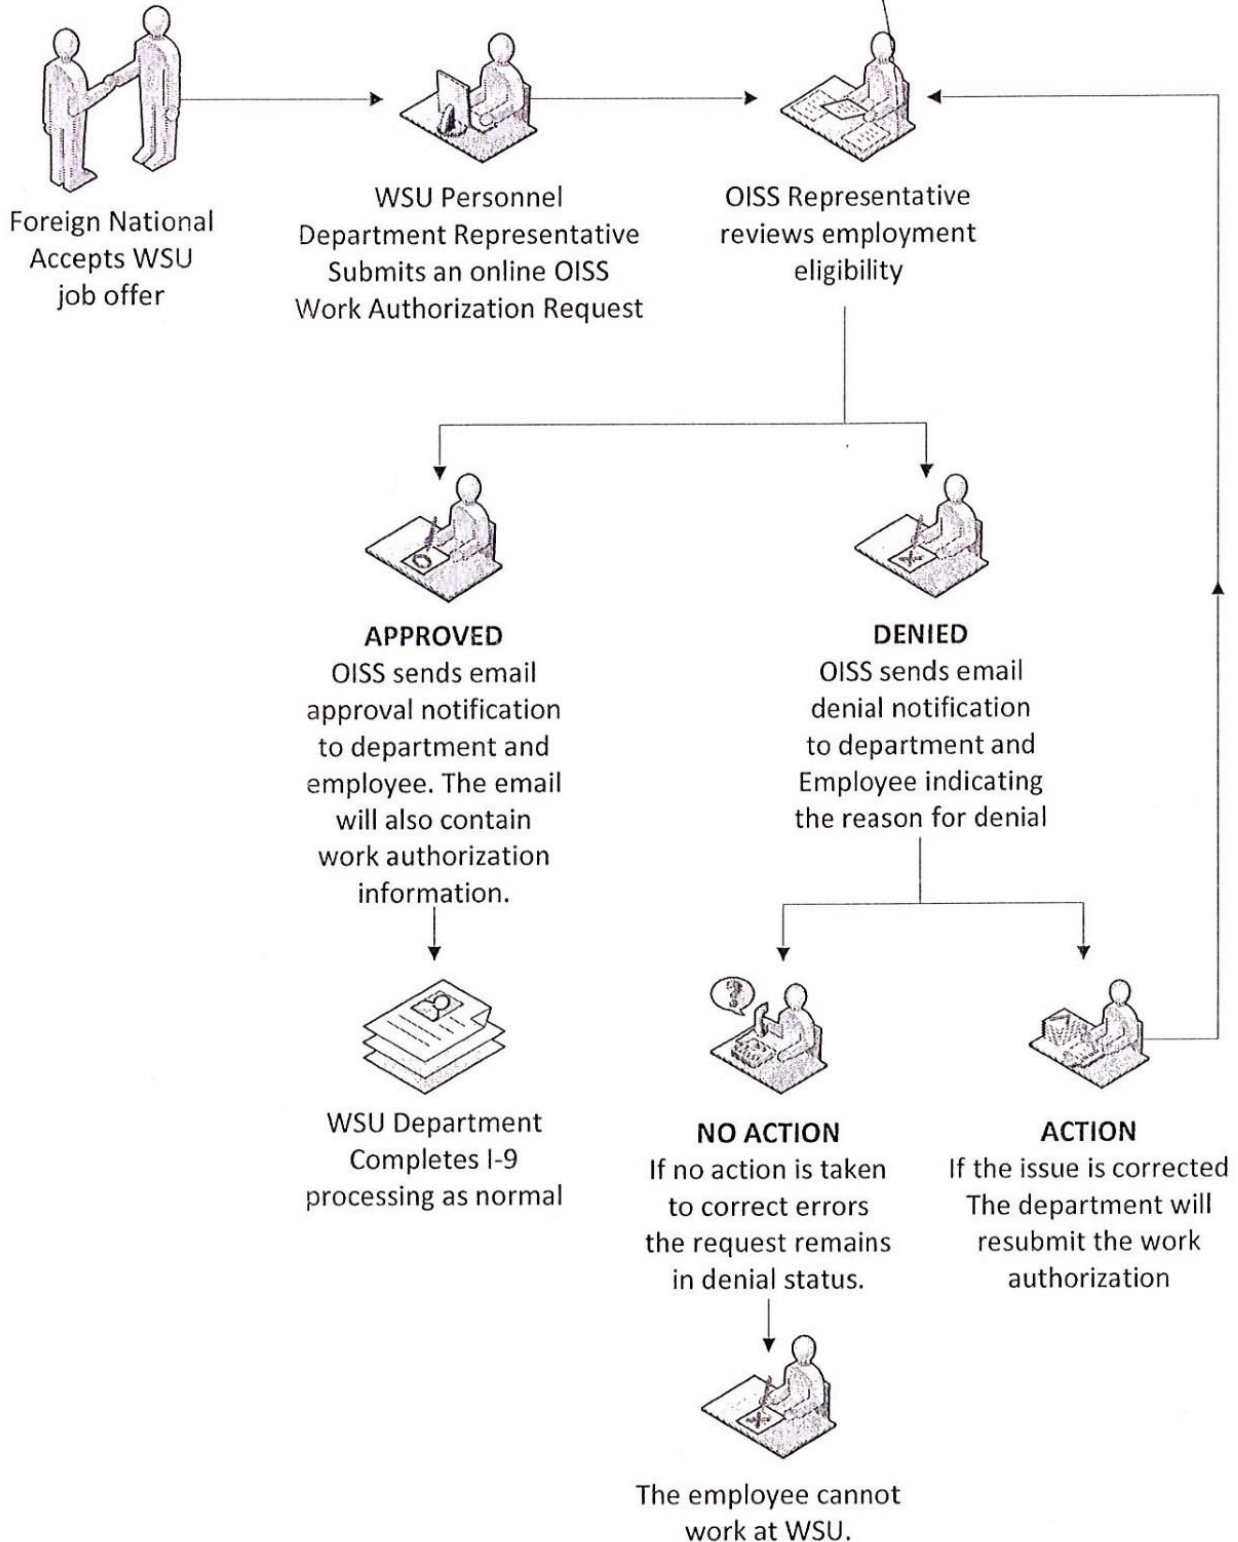 Foreign National
Accepts WSU
job offer
WSU Personnel
Department Representative
Submits an online OISS
Work Authorization Request
OISS Representative
reviews employment
eligibility
APPROVED
OISS sends email
approval notification
to department and
employee. The email
will also contain
work authorization
information.
DENIED
OISS sends email
denial notification
to department and
Employee indicating
the reason for denial
WSU Department
Completes I-9
processing as normal
?
NO ACTION
If no action is taken
to correct errors
the request remains
in denial status.
ACTION
If the issue is corrected
The department will
resubmit the work
authorization
The employee cannot
work at WSU.